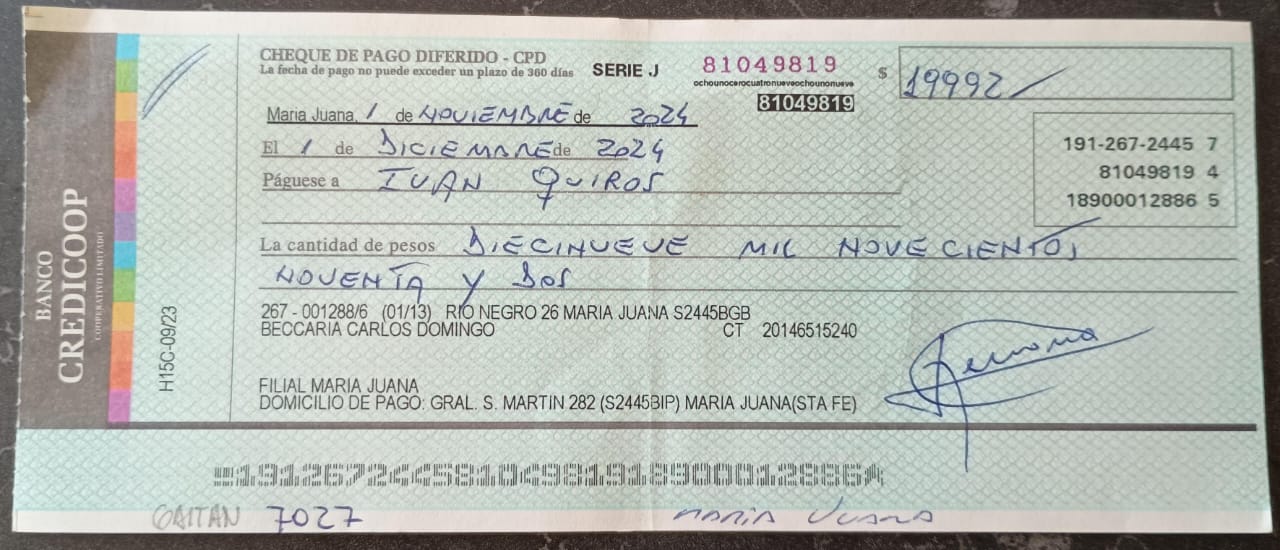 BANCO
CREDICOOP
COOPERATIVO LIMITADO
H15C-09/23
CHEQUE DE PAGO DIFERIDO - CPD
La fecha de pago no puede exceder un plazo de 360 días
SERIE J
81049819
ochounocerocuatronueveochounonueve
81049819
$ 19992/
Maria Juana, 1 de NOVIEMBRE de 2024
El 1 de DICIEMBRE de 2024
Páguese a IVAN QUIROS
191-267-2445 7
81049819 4
18900012886 5
La cantidad de pesos DIECINUEVE MIL NOVECIENTOS
NOVENTA Y DOS
267 - 001288/6 (01/13) RIO NEGRO 26 MARIA JUANA S2445BGB
BECCARIA CARLOS DOMINGO CT 20146515240
FILIAL MARIA JUANA
DOMICILIO DE PAGO: GRAL. S. MARTIN 282 (S2445BIP) MARIA JUANA(STA FE)
19126724458104981918900012886
GAITAN 7027 MARIA JUANA